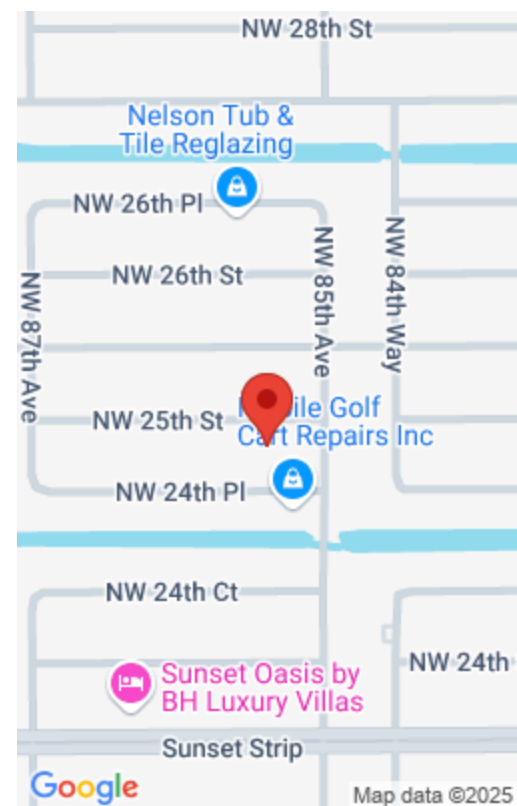 NW 28th St
Nelson Tub &
Tile Reglazing
NW 26th Pl
NW 26th St
NW 85th Ave
NW 84th Way
NW 87th Ave
NW 25th St
ile Golf
Cart Repairs Inc
NW 24th Pl
NW 24th Ct
NW 24th
Sunset Oasis by
BH Luxury Villas
Sunset Strip
Google
Map data ©2025